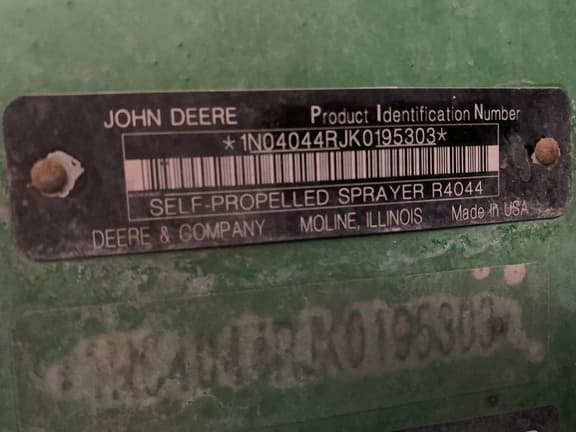 JOHN DEERE Product Identification Number
*1N04044RJK0195303*
SELF-PROPELLED SPRAYER R4044
DEERE & COMPANY MOLINE, ILLINOIS Made In USA